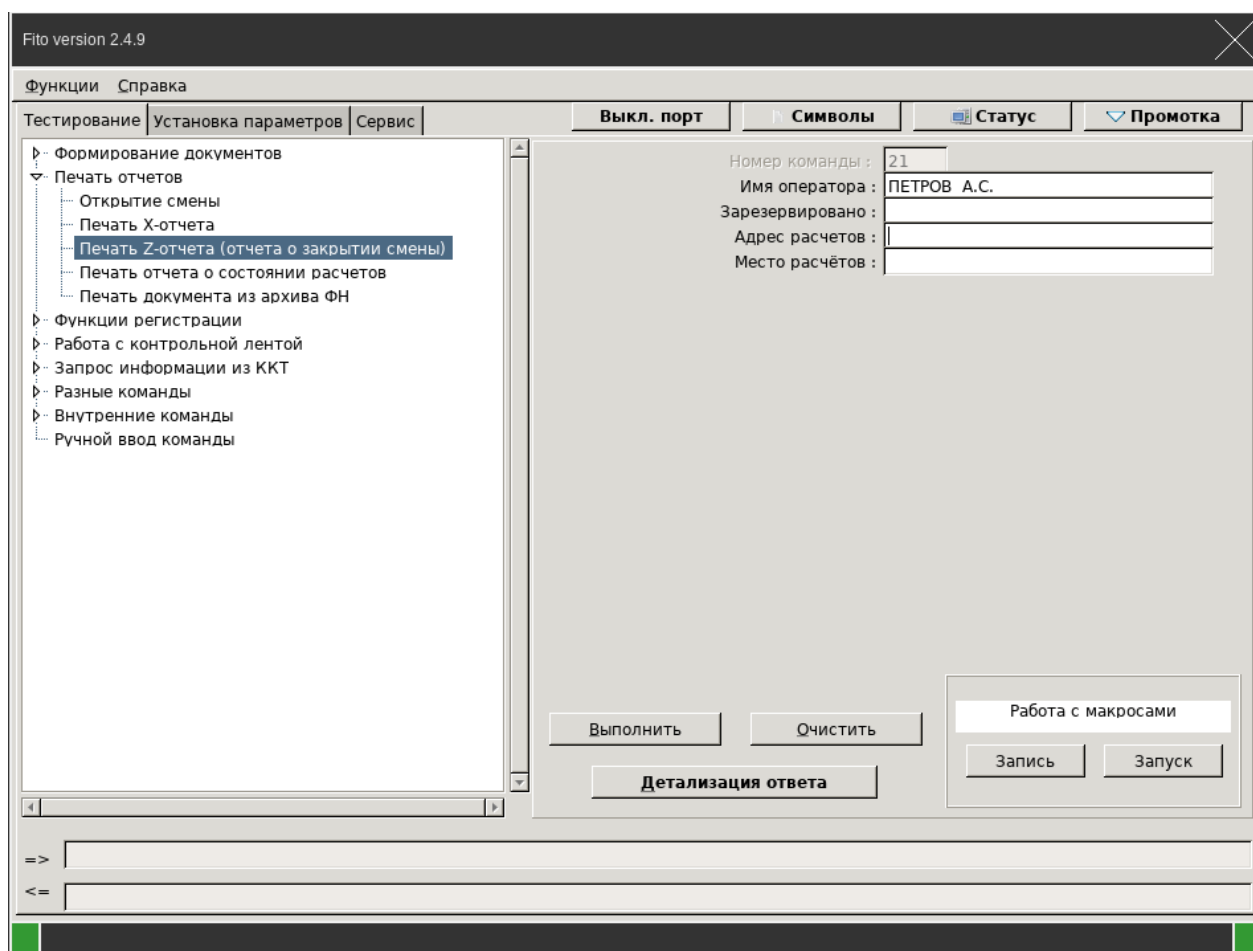 Fito version 2.4.9
Функции Справка
Тестирование Установка параметров Сервис Выкл. порт Символы Статус Промотка
Формирование документов
Печать отчетов
Открытие смены
Печать X-отчета
Печать Z-отчета (отчета о закрытии смены)
Печать отчета о состоянии расчетов
Печать документа из архива ФН
Функции регистрации
Работа с контрольной лентой
Запрос информации из ККТ
Разные команды
Внутренние команды
Ручной ввод команды
Номер команды : 21
Имя оператора : ПЕТРОВ А.С.
Зарезервировано :
Адрес расчетов :
Место расчётов :
Выполнить Очистить
Детализация ответа
Работа с макросами
Запись Запуск
=>
<=